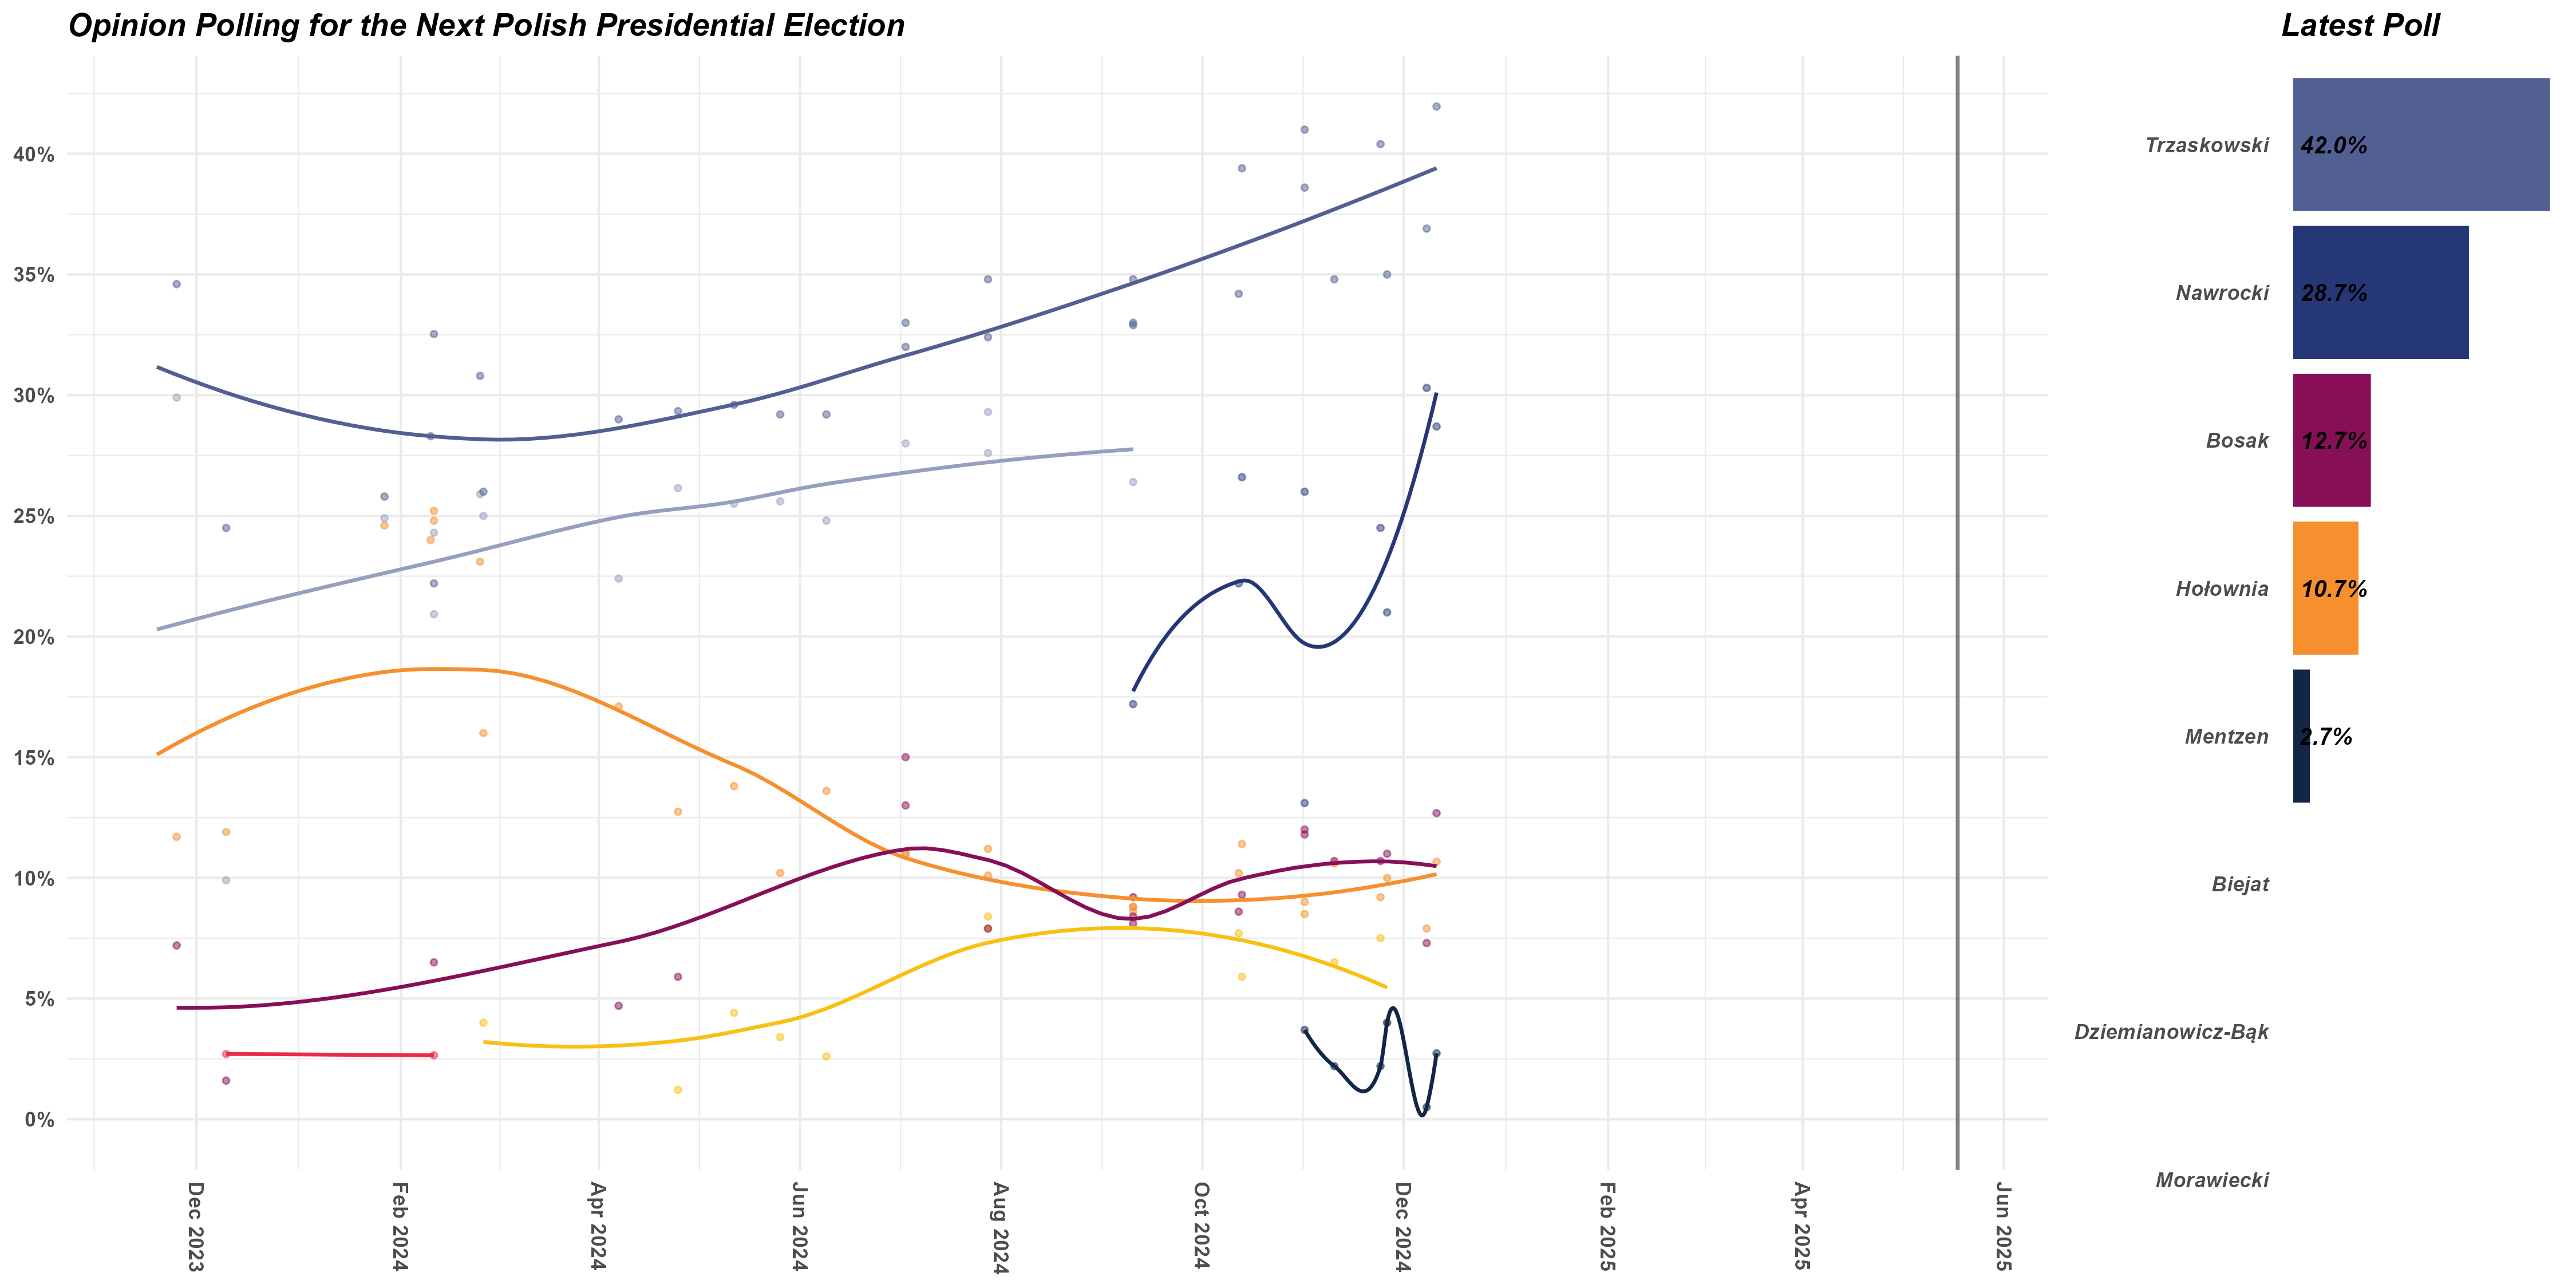 Opinion Polling for the Next Polish Presidential Election
40%
35%
30%
25%
20%
15%
10%
5%
0%
Dec 2023
Feb 2024
Apr 2024
Jun 2024
Aug 2024
Oct 2024
Dec 2024
Feb 2025
Apr 2025
Jun 2025
Latest Poll
Trzaskowski 42.0%
Nawrocki 28.7%
Bosak 12.7%
Hołownia 10.7%
Mentzen 2.7%
Biejat
Dziemianowicz-Bąk
Morawiecki